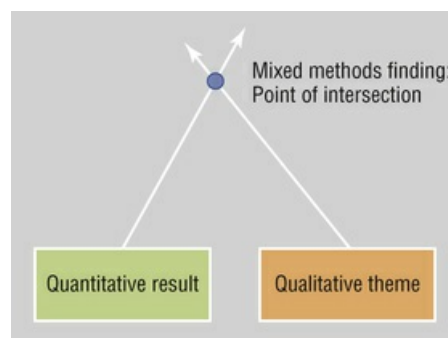 Mixed methods finding:
Point of intersection
Quantitative result
Qualitative theme